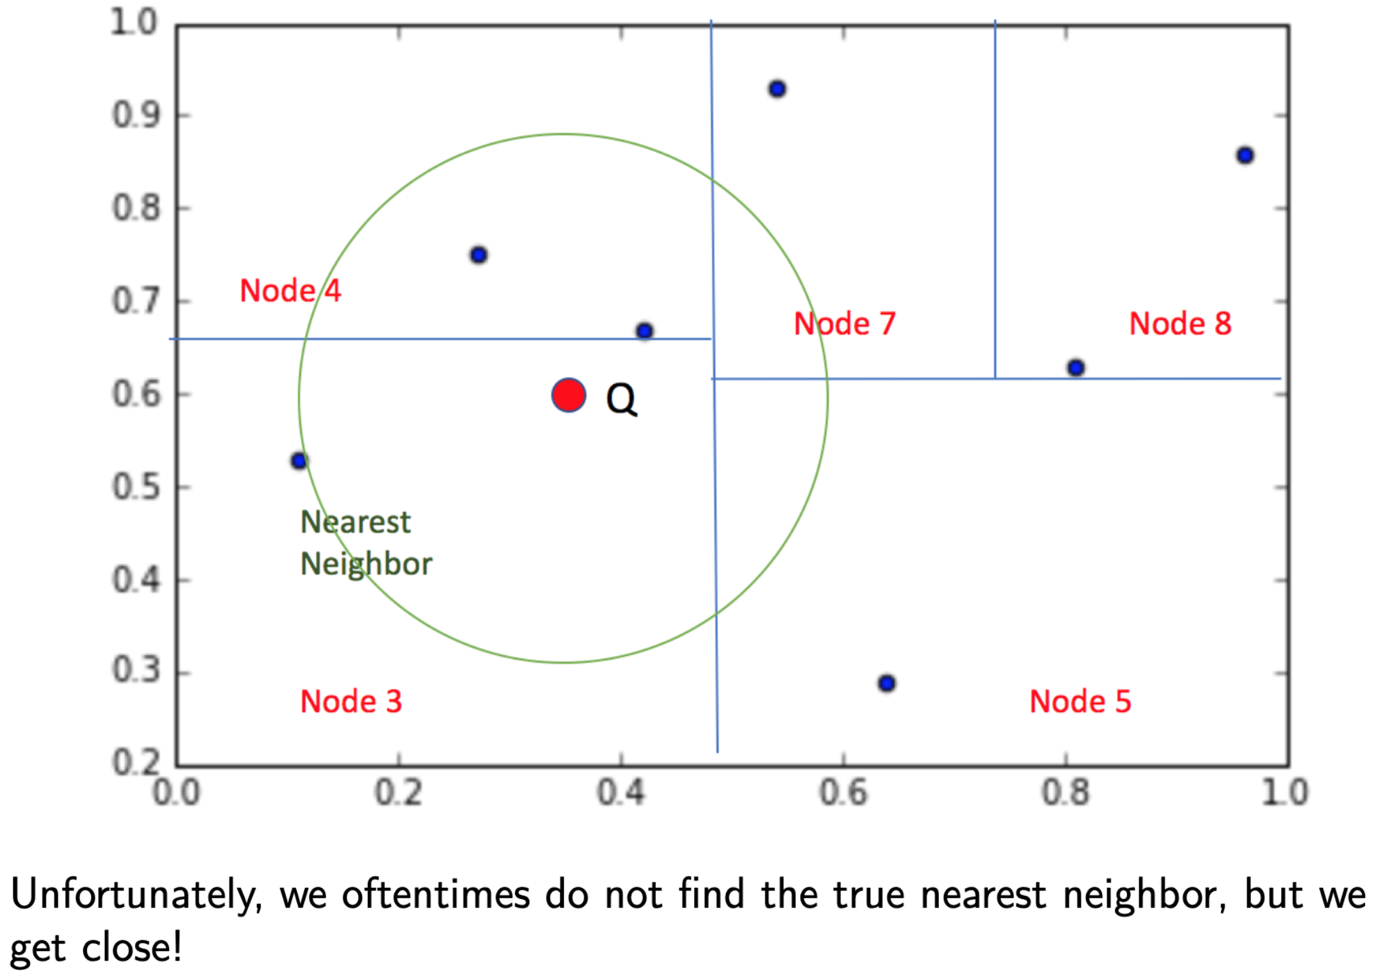 1.0
0.9
0.8
Node 4
0.7
Node 7
Node 8
0.6
Q
0.5
Nearest
Neighbor
0.4
0.3
Node 3
Node 5
0.2
0.0 0.2 0.4 0.6 0.8 1.0
Unfortunately, we oftentimes do not find the true nearest neighbor, but we
get close!